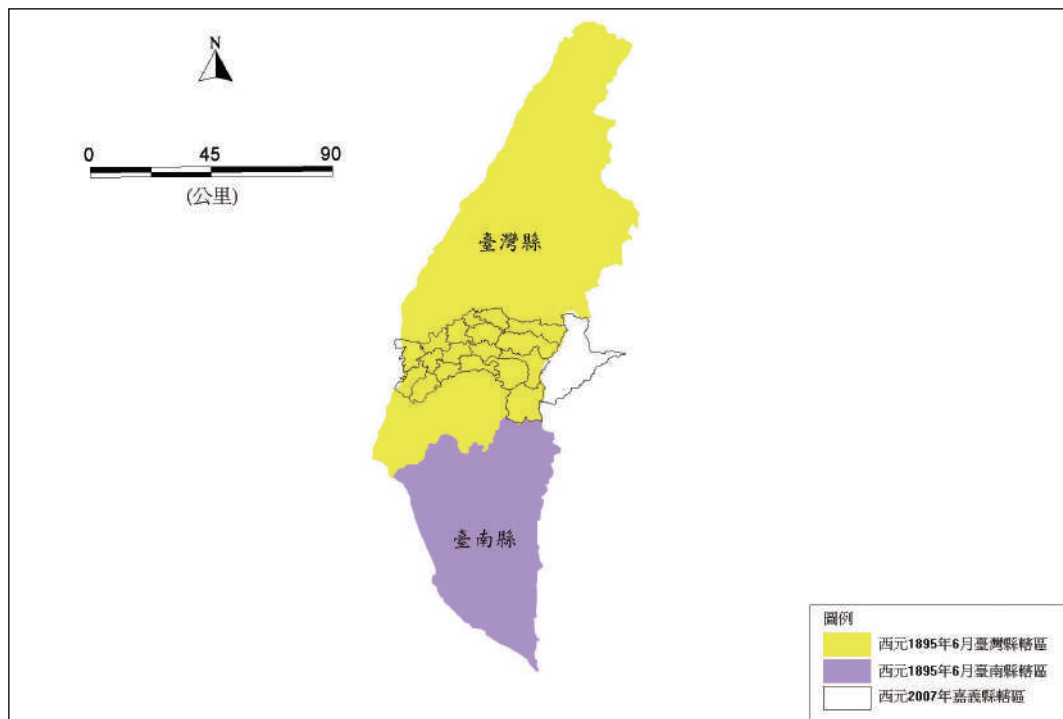 N
0 45 90
(公里)
臺灣縣
臺南縣
圖例
西元1895年6月臺灣縣轄區
西元1895年6月臺南縣轄區
西元2007年嘉義縣轄區